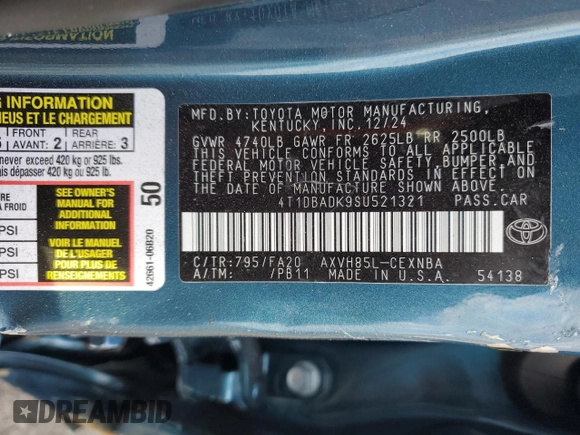 G INFORMATION
NEUS ET LE CHARGEMENT
FRONT
AVANT: 2
REAR
ARRIÈRE: 3
never exceed 420 kg or 925 lbs.
ais dépasser 420 kg ou 925 lb.
SEE OWNER'S
MANUAL FOR
ADDITIONAL
INFORMATION
VOIR LE MANUEL
DE L'USAGER
POUR PLUS DE
RENSEIGNEMENTS
PSI
PSI
PSI
50
42661-06B20
MFD.BY:TOYOTA MOTOR MANUFACTURING,
KENTUCKY,INC.12/24
GVWR 4740LB GAWR FR 2625LB RR 2500LB
THIS VEHICLE CONFORMS TO ALL APPLICABLE
FEDERAL MOTOR VEHICLE SAFETY,BUMPER,AND
THEFT PREVENTION STANDARDS IN EFFECT ON
THE DATE OF MANUFACTURE SHOWN ABOVE.
4T1DBADK9SU521321 PASS.CAR
C/TR:795/FA20 AXVH85L-CEXNBA
A/TM: /PB11 MADE IN U.S.A. 54138
DREAMBID